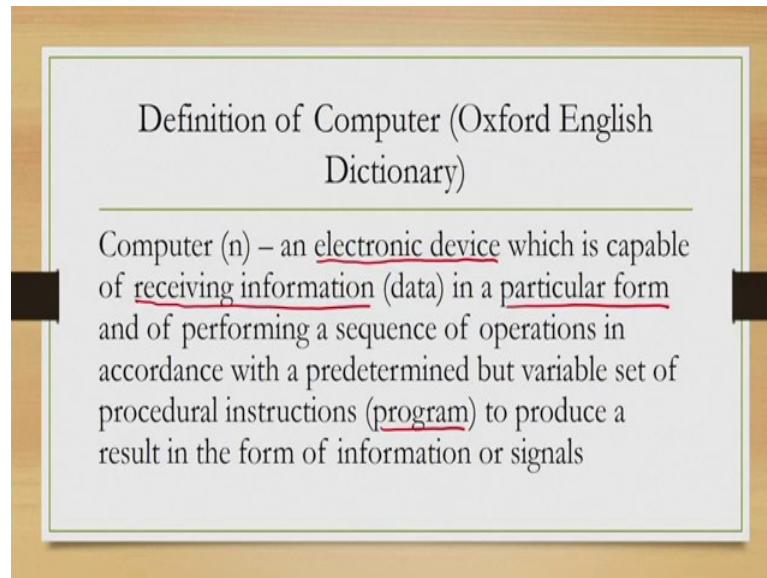 Definition of Computer (Oxford English
Dictionary)
Computer (n) – an electronic device which is capable
of receiving information (data) in a particular form
and of performing a sequence of operations in
accordance with a predetermined but variable set of
procedural instructions (program) to produce a
result in the form of information or signals